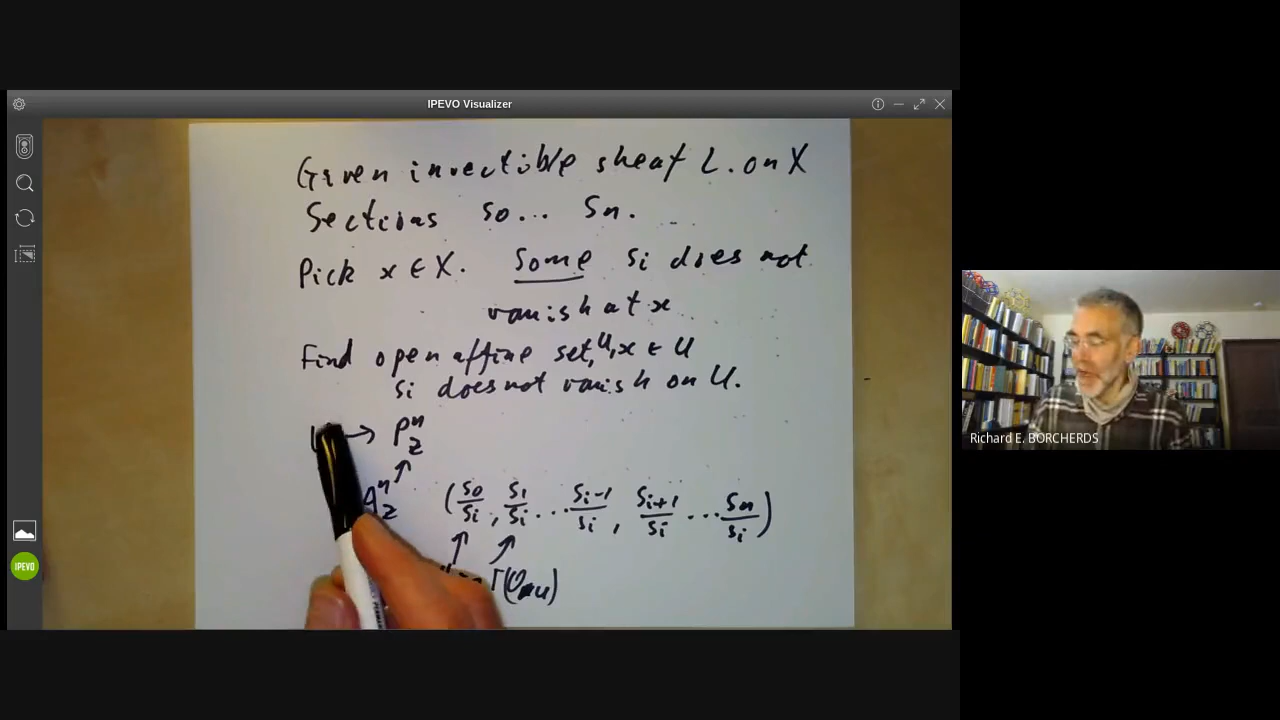 IPEVO Visualizer
Given invertible sheaf L. on X
Sections s0... sn.
Pick x ∈ X. some si does not
vanish at x
Find open affine set, U, x ∈ U
si does not vanish on U.
→ P^n_Z
A^n_Z (s0/si, s1/si ... si-1/si, si+1/si ... sn/si)
Richard E. BORCHERDS
IPEVO